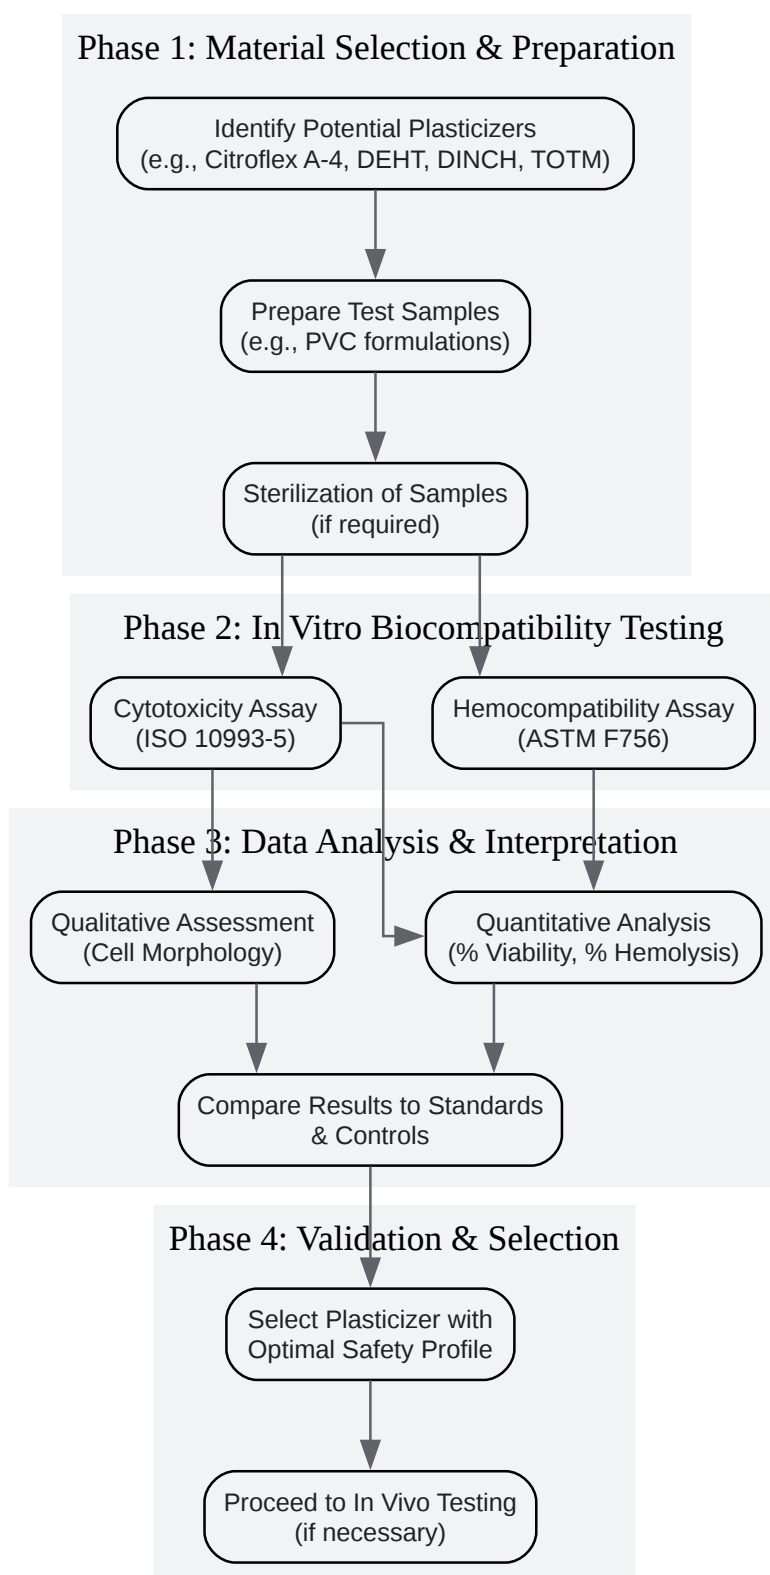 Phase 1: Material Selection & Preparation
Identify Potential Plasticizers
(e.g., Citroflex A-4, DEHT, DINCH, TOTM)
Prepare Test Samples
(e.g., PVC formulations)
Sterilization of Samples
(if required)
Phase 2: In Vitro Biocompatibility Testing
Cytotoxicity Assay
(ISO 10993-5)
Hemocompatibility Assay
(ASTM F756)
Phase 3: Data Analysis & Interpretation
Qualitative Assessment
(Cell Morphology)
Quantitative Analysis
(% Viability, % Hemolysis)
Compare Results to Standards
& Controls
Phase 4: Validation & Selection
Select Plasticizer with
Optimal Safety Profile
Proceed to In Vivo Testing
(if necessary)